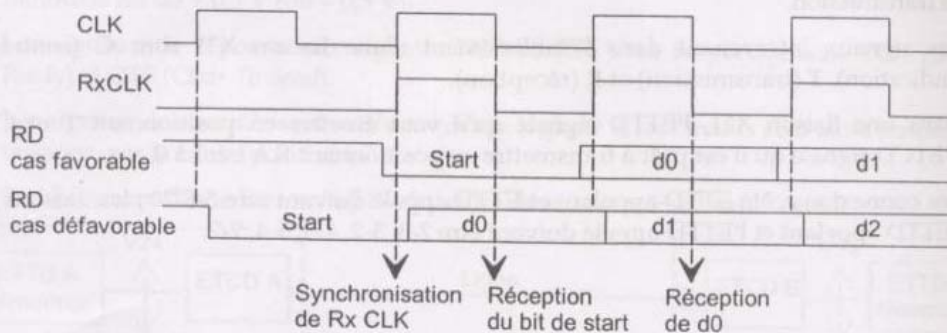 CLK
RxCLK
RD
cas favorable
Start
d0
d1
RD
cas défavorable
Start
d0
d1
d2
Synchronisation
de Rx CLK
Réception
du bit de start
Réception
de d0